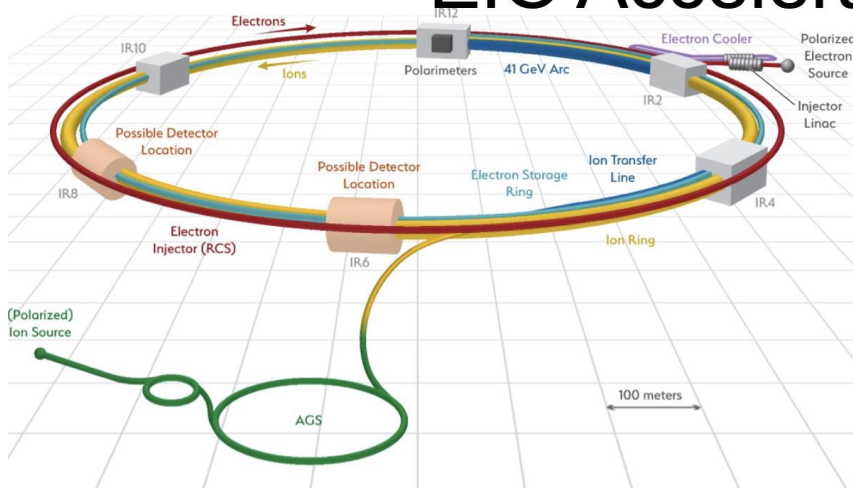 EIC Accelerat
IR12
Electrons
IR10
Ions
Polarimeters
41 GeV Arc
Electron Cooler
Polarized
Electron
Source
IR2
Injector
Linac
Possible Detector
Location
Possible Detector
Location
Electron Storage
Ring
Ion Transfer
Line
IR8
IR4
Electron
Injector (RCS)
IR6
Ion Ring
(Polarized)
Ion Source
100 meters
AGS